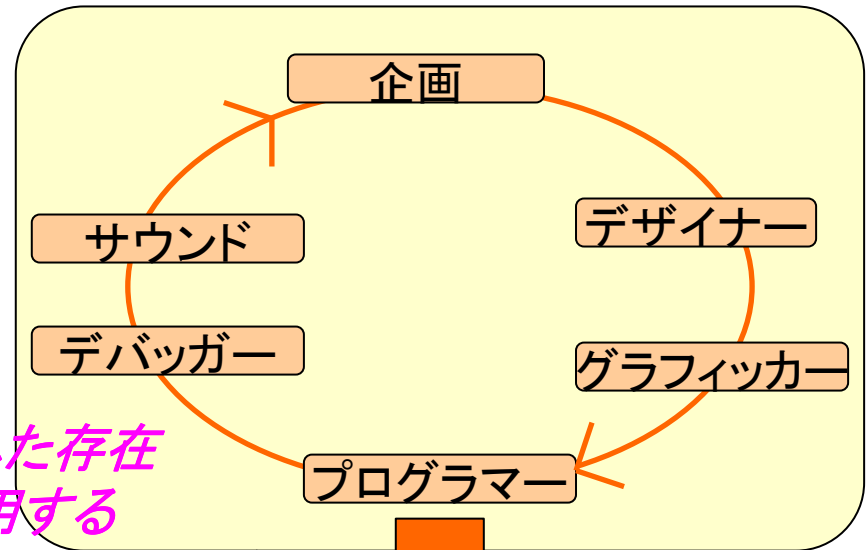 企画
サウンド
デザイナー
デバッガー
グラフィッカー
た存在
プログラマー
用する